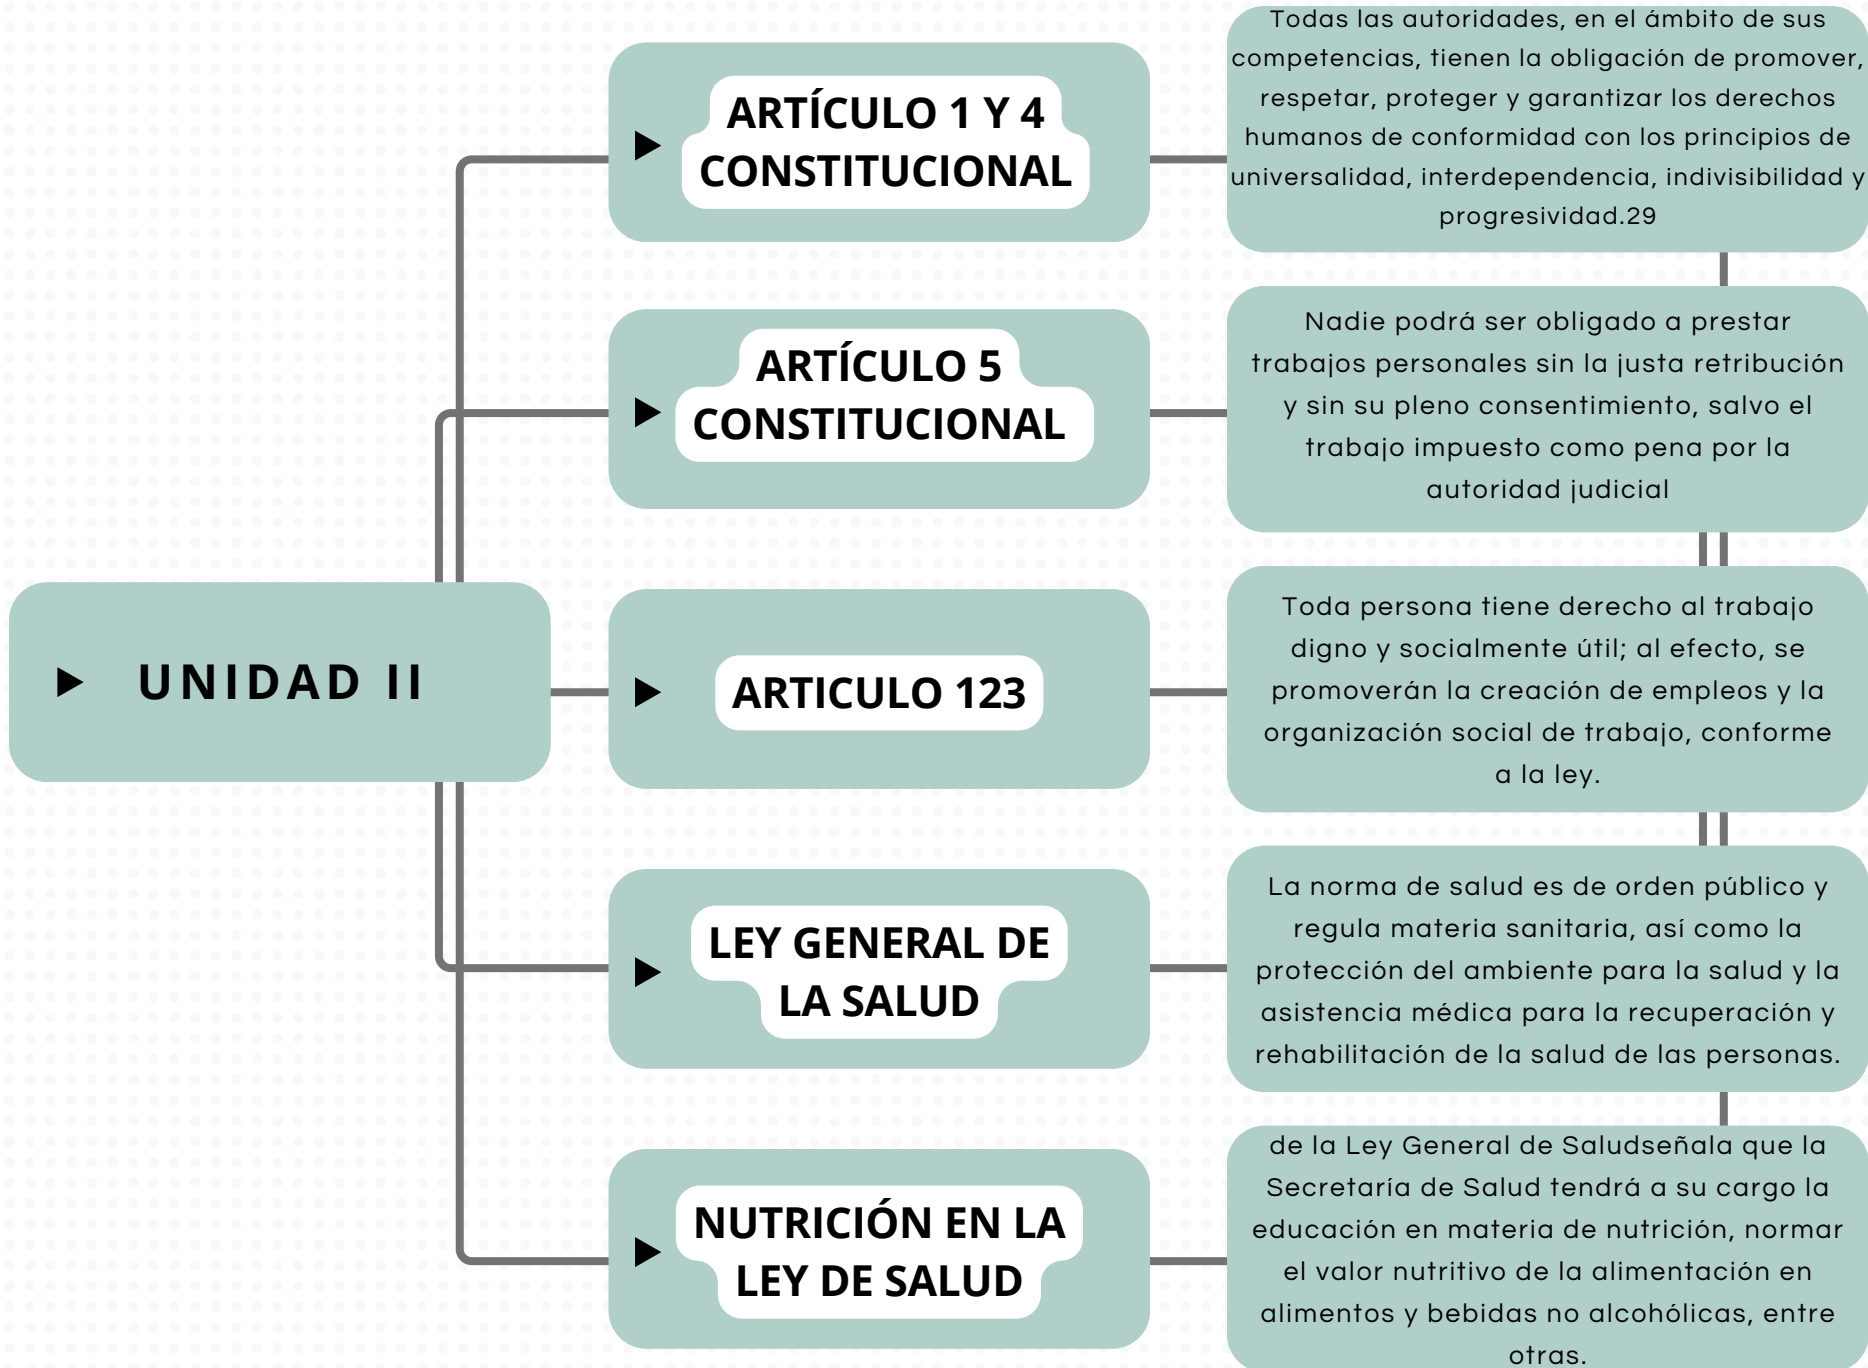 UNIDAD II
ARTÍCULO 1 Y 4
CONSTITUCIONAL
Todas las autoridades, en el ámbito de sus
competencias, tienen la obligación de promover,
respetar, proteger y garantizar los derechos
humanos de conformidad con los principios de
universalidad, interdependencia, indivisibilidad y
progresividad.29
ARTÍCULO 5
CONSTITUCIONAL
Nadie podrá ser obligado a prestar
trabajos personales sin la justa retribución
y sin su pleno consentimiento, salvo el
trabajo impuesto como pena por la
autoridad judicial
ARTICULO 123
Toda persona tiene derecho al trabajo
digno y socialmente útil; al efecto, se
promoverán la creación de empleos y la
organización social de trabajo, conforme
a la ley.
LEY GENERAL DE
LA SALUD
La norma de salud es de orden público y
regula materia sanitaria, así como la
protección del ambiente para la salud y la
asistencia médica para la recuperación y
rehabilitación de la salud de las personas.
NUTRICIÓN EN LA
LEY DE SALUD
de la Ley General de Saludseñala que la
Secretaría de Salud tendrá a su cargo la
educación en materia de nutrición, normar
el valor nutritivo de la alimentación en
alimentos y bebidas no alcohólicas, entre
otras.